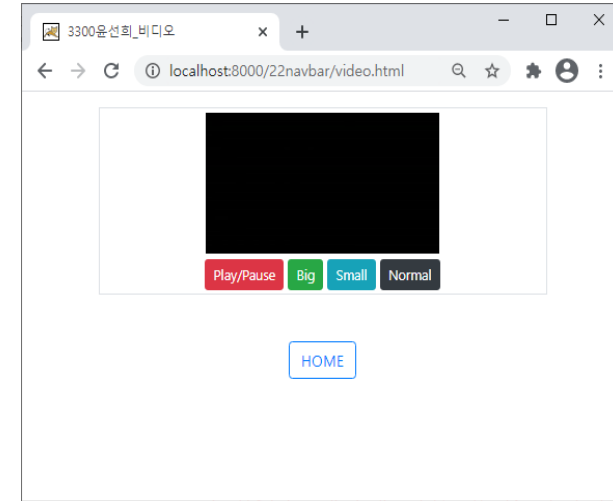 3300윤선희_비디오
localhost:8000/22navbar/video.html
Play/Pause Big Small Normal
HOME